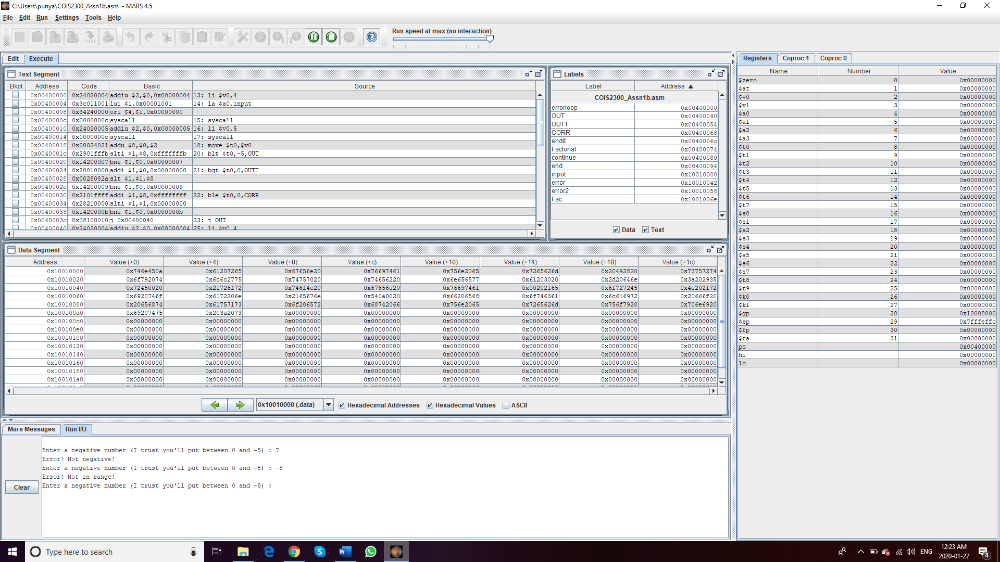 C:\Users\punya\COIS2300_Assn1b.asm - MARS 4.5
File Edit Run Settings Tools Help
Run speed at max (no interaction)
Edit Execute
Text Segment
Bkpt Address Code Basic Source
0x00400000 0x24020004 addiu $2,$0,0x00000004 13: li $v0,4
0x00400004 0x3c011001 lui $1,0x00001001 14: la $a0,input
0x00400008 0x34240000 ori $4,$1,0x00000000
0x0040000c 0x0000000c syscall 15: syscall
0x00400010 0x24020005 addiu $2,$0,0x00000005 16: li $v0,5
0x00400014 0x0000000c syscall 17: syscall
0x00400018 0x00024021 addu $8,$0,$2 18: move $t0,$v0
0x0040001c 0x2901fffb slti $1,$8,0xfffffffb 20: blt $t0,-5,OUT
0x00400020 0x14200007 bne $1,$0,0x00000007
0x00400024 0x20010000 addi $1,$0,0x00000000 21: bgt $t0,0,OUTT
0x00400028 0x0028082a slt $1,$1,$8
0x0040002c 0x14200009 bne $1,$0,0x00000009
0x00400030 0x2101ffff addi $1,$8,0xffffffff 22: ble $t0,0,CORR
0x00400034 0x28210000 slti $1,$1,0x00000000
0x00400038 0x1420000b bne $1,$0,0x0000000b
0x0040003c 0x08100010 j 0x00400040 23: j OUT
0x00400040 0x24020004 addiu $2,$0,0x00000004 25: li $v0,4
Labels
Label Address ▲
COIS2300_Assn1b.asm
errorloop 0x00400000
OUT 0x00400040
OUTT 0x00400054
CORR 0x00400068
endit 0x0040006c
Factorial 0x00400074
continue 0x00400080
end 0x00400094
input 0x10010000
error 0x10010042
error2 0x10010058
Fac 0x1001006e
Data Text
Data Segment
Address Value (+0) Value (+4) Value (+8) Value (+c) Value (+10) Value (+14) Value (+18) Value (+1c)
0x10010000 0x746e450a 0x61207265 0x67656e20 0x76697461 0x756e2065 0x7265626d 0x20492820 0x73757274
0x10010020 0x6f792074 0x6c6c2775 0x74757020 0x74656220 0x6e656577 0x61203020 0x2d20646e 0x3a202935
0x10010040 0x72450020 0x21726f72 0x746f4e20 0x67656e20 0x76697461 0x00202165 0x6f727245 0x4e202172
0x10010060 0x6920746f 0x6172206e 0x2165676e 0x540a0020 0x66206568 0x6f746361 0x6c616972 0x20666f20
0x10010080 0x20656874 0x61757173 0x6f206572 0x68742066 0x756e2065 0x7265626d 0x756f7920 0x706e6920
0x100100a0 0x69207475 0x203a2073 0x00000000 0x00000000 0x00000000 0x00000000 0x00000000 0x00000000
0x100100c0 0x00000000 0x00000000 0x00000000 0x00000000 0x00000000 0x00000000 0x00000000 0x00000000
0x100100e0 0x00000000 0x00000000 0x00000000 0x00000000 0x00000000 0x00000000 0x00000000 0x00000000
0x10010100 0x00000000 0x00000000 0x00000000 0x00000000 0x00000000 0x00000000 0x00000000 0x00000000
0x10010120 0x00000000 0x00000000 0x00000000 0x00000000 0x00000000 0x00000000 0x00000000 0x00000000
0x10010140 0x00000000 0x00000000 0x00000000 0x00000000 0x00000000 0x00000000 0x00000000 0x00000000
0x10010160 0x00000000 0x00000000 0x00000000 0x00000000 0x00000000 0x00000000 0x00000000 0x00000000
0x10010180 0x00000000 0x00000000 0x00000000 0x00000000 0x00000000 0x00000000 0x00000000 0x00000000
0x100101a0 0x00000000 0x00000000 0x00000000 0x00000000 0x00000000 0x00000000 0x00000000 0x00000000
0x10010000 (.data) Hexadecimal Addresses Hexadecimal Values ASCII
Mars Messages Run I/O
Enter a negative number (I trust you'll put between 0 and -5) : 7
Error! Not negative!
Enter a negative number (I trust you'll put between 0 and -5) : -8
Error! Not in range!
Enter a negative number (I trust you'll put between 0 and -5) :
Clear
Registers Coproc 1 Coproc 0
Name Number Value
$zero 0 0x00000000
$at 1 0x00000000
$v0 2 0x00000000
$v1 3 0x00000000
$a0 4 0x00000000
$a1 5 0x00000000
$a2 6 0x00000000
$a3 7 0x00000000
$t0 8 0x00000000
$t1 9 0x00000000
$t2 10 0x00000000
$t3 11 0x00000000
$t4 12 0x00000000
$t5 13 0x00000000
$t6 14 0x00000000
$t7 15 0x00000000
$s0 16 0x00000000
$s1 17 0x00000000
$s2 18 0x00000000
$s3 19 0x00000000
$s4 20 0x00000000
$s5 21 0x00000000
$s6 22 0x00000000
$s7 23 0x00000000
$t8 24 0x00000000
$t9 25 0x00000000
$k0 26 0x00000000
$k1 27 0x00000000
$gp 28 0x10008000
$sp 29 0x7fffeffc
$fp 30 0x00000000
$ra 31 0x00000000
pc 0x00400000
hi 0x00000000
lo 0x00000000
Type here to search
ENG
12:23 AM
2020-01-27
4